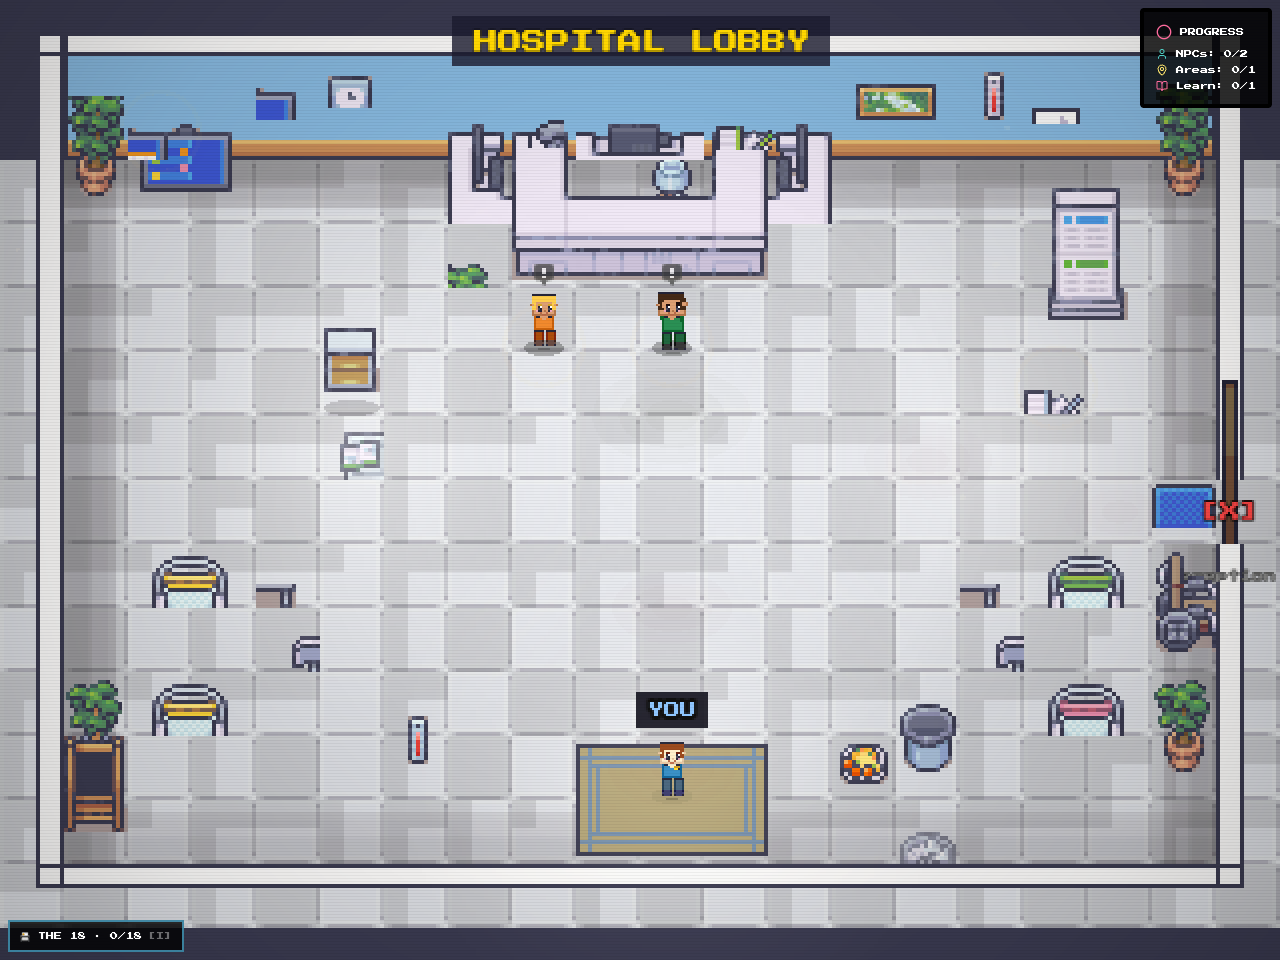 HOSPITAL LOBBY
PROGRESS
NPCs: 0/2
Areas: 0/1
Learn: 0/1
[X]
YOU
THE 18 · 0/18 [I]